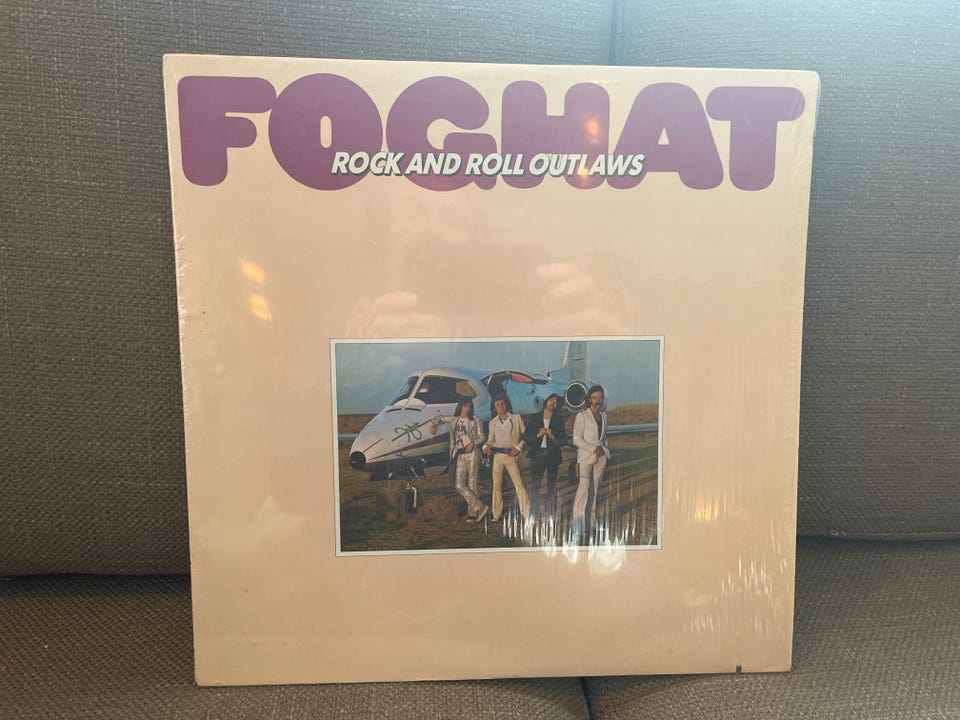 FOGHAT
ROCK AND ROLL OUTLAWS